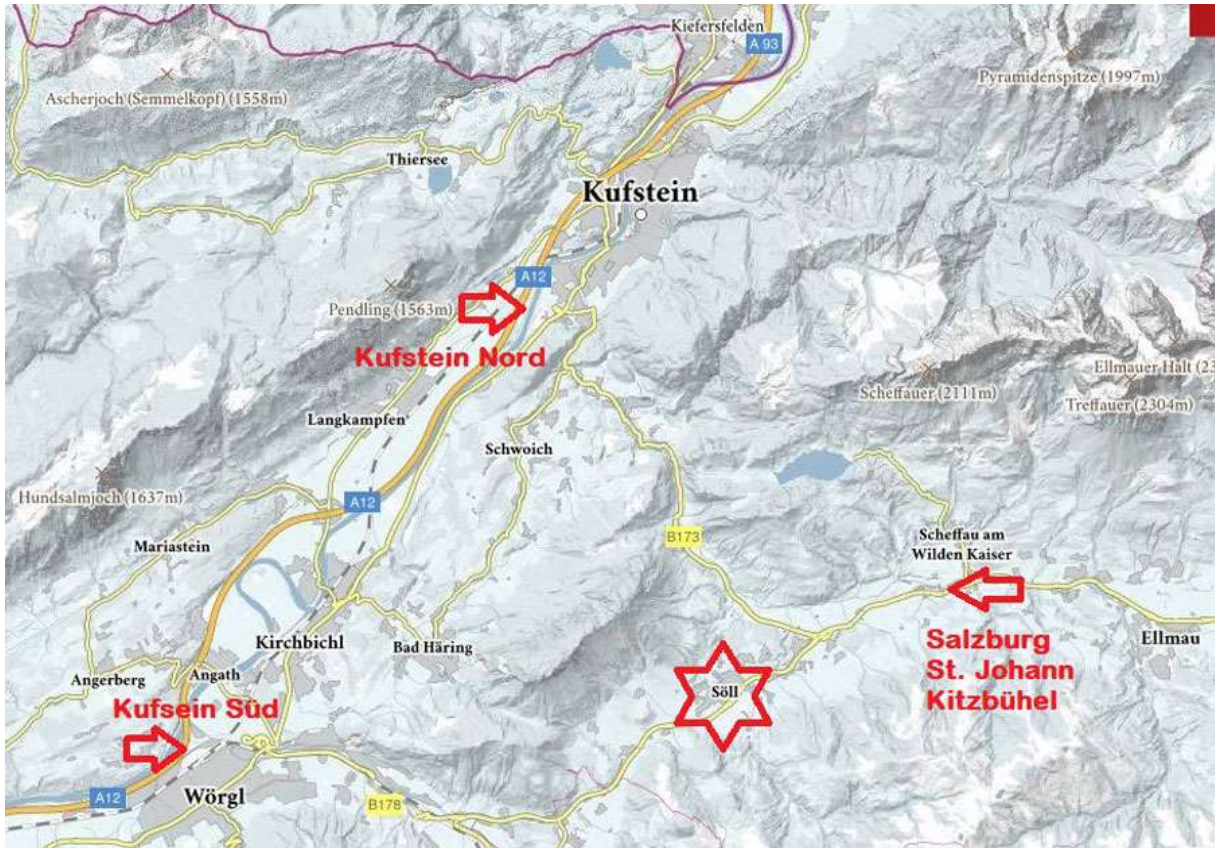 Kiefersfelden
A 93
Pyramidenspitze (1997m)
Ascherjoch (Semmelkopf) (1558m)
Thiersee
Kufstein
A12
Pendling (1563m)
Kufstein Nord
Ellmauer Halt (23
Scheffauer (2111m)
Treffauer (2304m)
Langkampfen
Schwoich
Hundsalmjoch (1637m)
A12
Mariastein
B173
Scheffau am
Wilden Kaiser
Kirchbichl
Bad Häring
Salzburg
St. Johann
Kitzbühel
Ellmau
Angath
Angerberg
Söll
Kufsein Süd
A12
Wörgl
B178